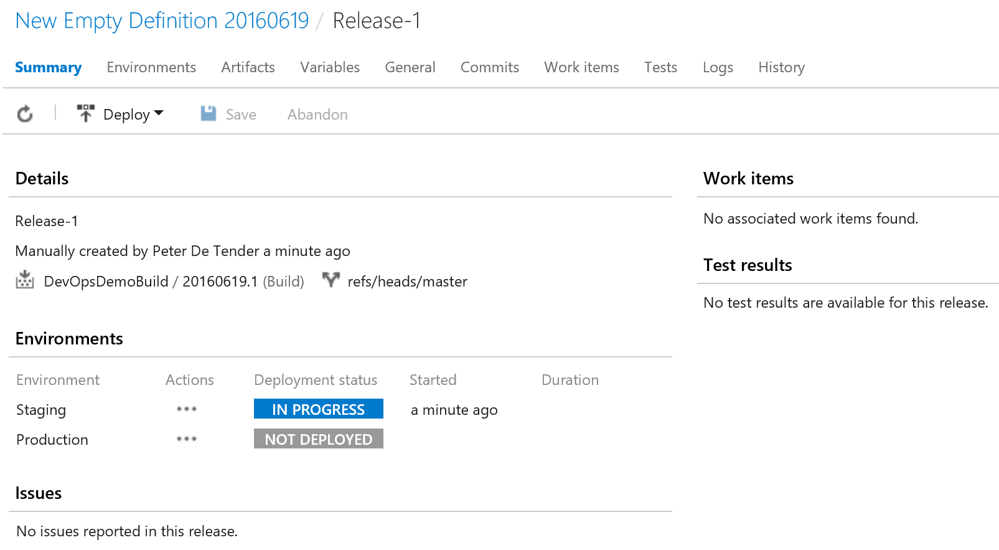 New Empty Definition 20160619 / Release-1
Summary Environments Artifacts Variables General Commits Work items Tests Logs History
Deploy Save Abandon
Details
Release-1
Manually created by Peter De Tender a minute ago
DevOpsDemoBuild / 20160619.1 (Build) refs/heads/master
Environments
Environment Actions Deployment status Started Duration
Staging ••• IN PROGRESS a minute ago
Production ••• NOT DEPLOYED
Issues
No issues reported in this release.
Work items
No associated work items found.
Test results
No test results are available for this release.